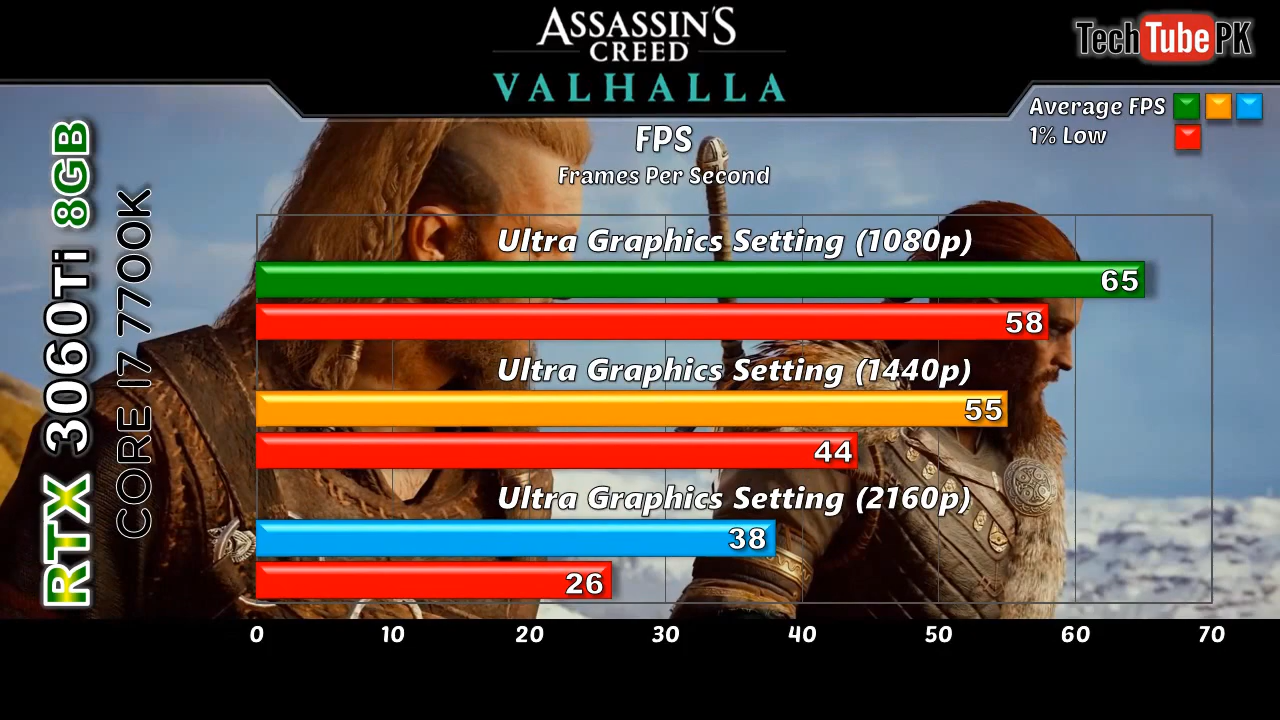 ASSASSIN'S
CREED
VALHALLA
TechTubePK
Average FPS
1% Low
FPS
Frames Per Second
RTX 3060Ti 8GB
CORE I7 7700K
Ultra Graphics Setting (1080p)
65
58
Ultra Graphics Setting (1440p)
55
44
Ultra Graphics Setting (2160p)
38
26
0 10 20 30 40 50 60 70